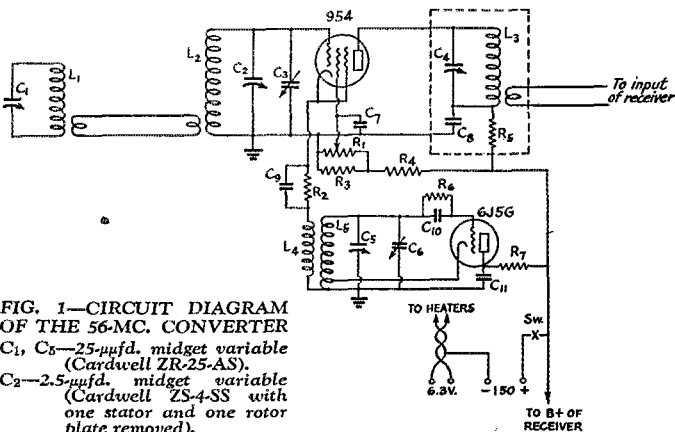 954
L₁
C₁
L₂
C₂
C₃
C₄
L₃
To input
of receiver
C₇
C₈
R₅
R₁
R₃
R₄
C₉
R₂
R₆
C₁₀
6J5G
L₄
L₅
C₅
C₆
R₇
C₁₁
FIG. 1—CIRCUIT DIAGRAM
OF THE 56-MC. CONVERTER
C₁, C₅—25-μμfd. midget variable
(Cardwell ZR-25-AS).
C₂—2.5-μμfd. midget variable
(Cardwell ZS-4-SS with
one stator and one rotor
plate removed).
TO HEATERS
Sw.
X
6.3V.
-150 +
TO B+ OF
RECEIVER